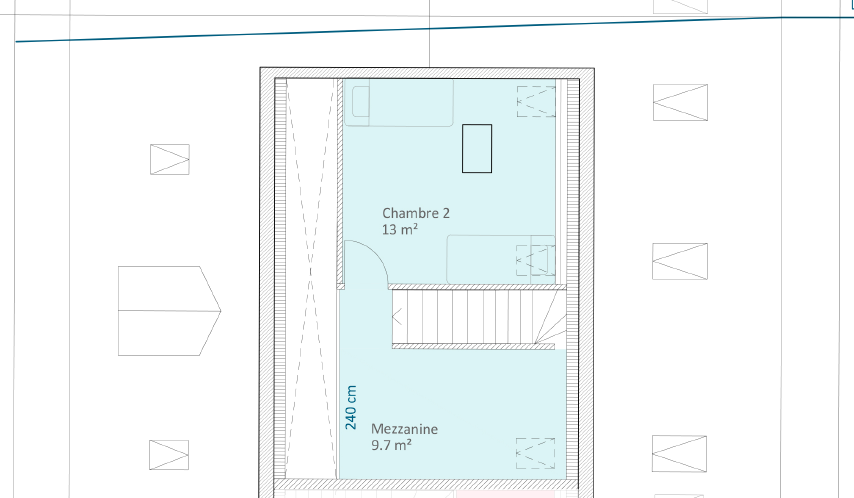 Chambre 2
13 m²
240 cm
Mezzanine
9.7 m²